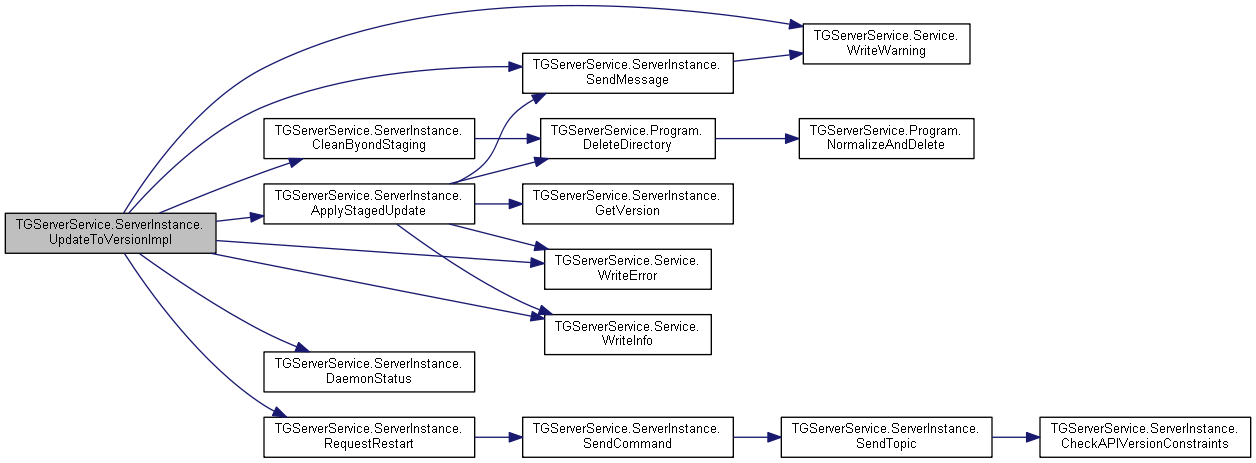 TGServerService.Service.
WriteWarning
TGServerService.ServerInstance.
SendMessage
TGServerService.ServerInstance.
CleanByondStaging
TGServerService.Program.
DeleteDirectory
TGServerService.Program.
NormalizeAndDelete
TGServerService.ServerInstance.
ApplyStagedUpdate
TGServerService.ServerInstance.
GetVersion
TGServerService.ServerInstance.
UpdateToVersionImpl
TGServerService.Service.
WriteError
TGServerService.Service.
WriteInfo
TGServerService.ServerInstance.
DaemonStatus
TGServerService.ServerInstance.
RequestRestart
TGServerService.ServerInstance.
SendCommand
TGServerService.ServerInstance.
SendTopic
TGServerService.ServerInstance.
CheckAPIVersionConstraints